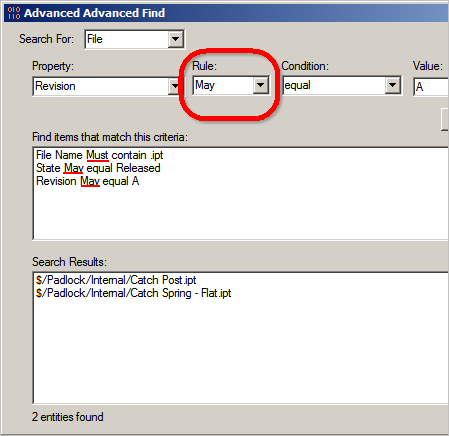 Advanced Advanced Find
Search For: File
Property: Rule: Condition: Value:
Revision May equal A
Find items that match this criteria:
File Name Must contain .ipt
State May equal Released
Revision May equal A
Search Results:
$/Padlock/Internal/Catch Post.ipt
$/Padlock/Internal/Catch Spring - Flat.ipt
2 entities found